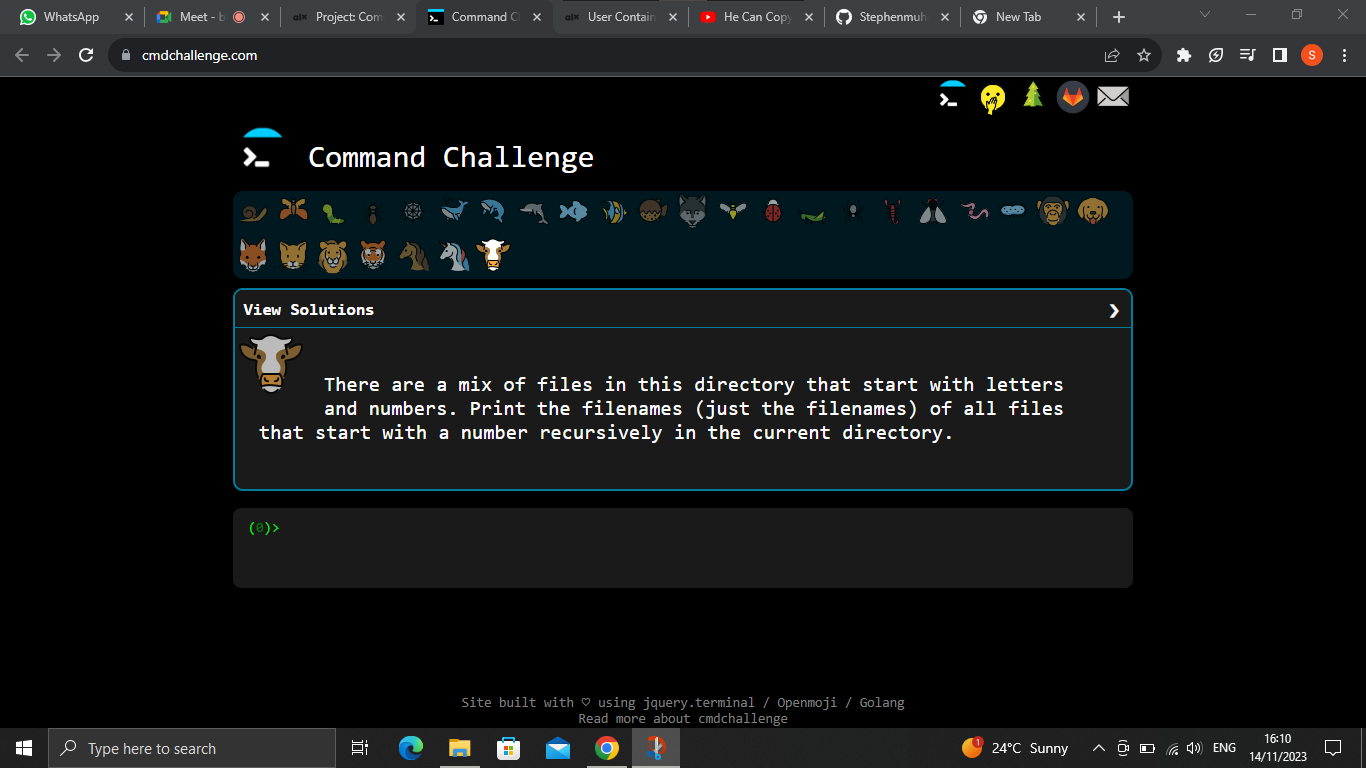 WhatsApp
Meet - b
Project: Com
Command Ch
User Contain
He Can Copy
Stephenmuh
New Tab
cmdchallenge.com
S
Command Challenge
View Solutions
There are a mix of files in this directory that start with letters
and numbers. Print the filenames (just the filenames) of all files
that start with a number recursively in the current directory.
(0)>
Site built with ♡ using jquery.terminal / Openmoji / Golang
Read more about cmdchallenge
Type here to search
1
24°C Sunny
ENG
16:10
14/11/2023